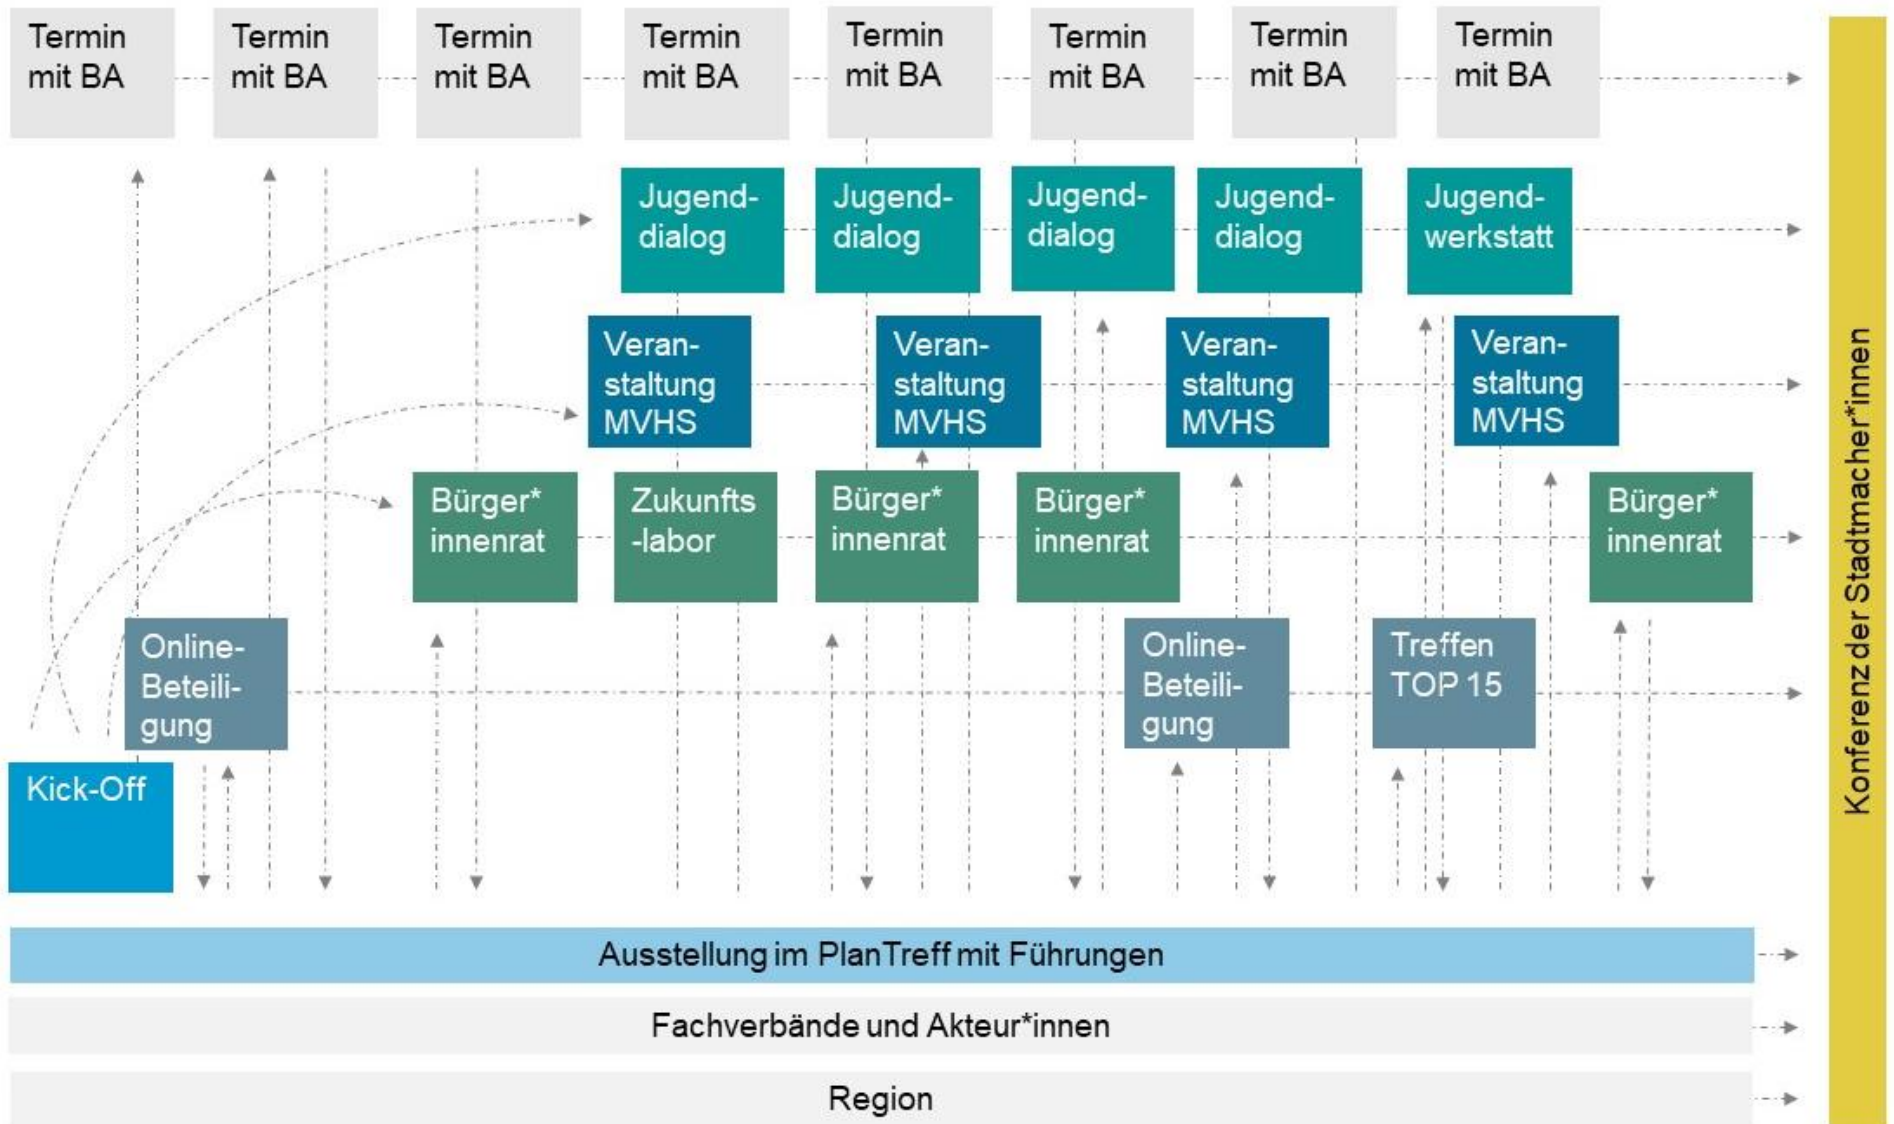 Termin
mit BA
Termin
mit BA
Termin
mit BA
Termin
mit BA
Termin
mit BA
Termin
mit BA
Termin
mit BA
Termin
mit BA
Jugend-
dialog
Jugend-
dialog
Jugend-
dialog
Jugend-
dialog
Jugend-
werkstatt
Veran-
staltung
MVHS
Veran-
staltung
MVHS
Veran-
staltung
MVHS
Veran-
staltung
MVHS
Bürger*
innenrat
Zukunfts
-labor
Bürger*
innenrat
Bürger*
innenrat
Bürger*
innenrat
Online-
Beteili-
gung
Online-
Beteili-
gung
Treffen
TOP 15
Kick-Off
Ausstellung im PlanTreff mit Führungen
Fachverbände und Akteur*innen
Region
Konferenz der Stadtmacher*innen